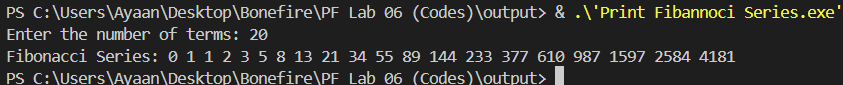 PS C:\Users\Ayaan\Desktop\Bonefire\PF Lab 06 (Codes)\output> & .\'Print Fibannoci Series.exe'
Enter the number of terms: 20
Fibonacci Series: 0 1 1 2 3 5 8 13 21 34 55 89 144 233 377 610 987 1597 2584 4181
PS C:\Users\Ayaan\Desktop\Bonefire\PF Lab 06 (Codes)\output>